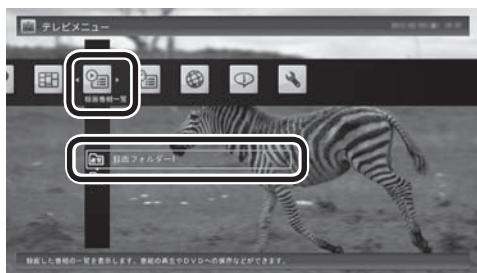 テレビメニュー
録画番組一覧
録画フォルダー1
録画した番組の一覧を表示します。番組の再生やDVDへの保存などができます。